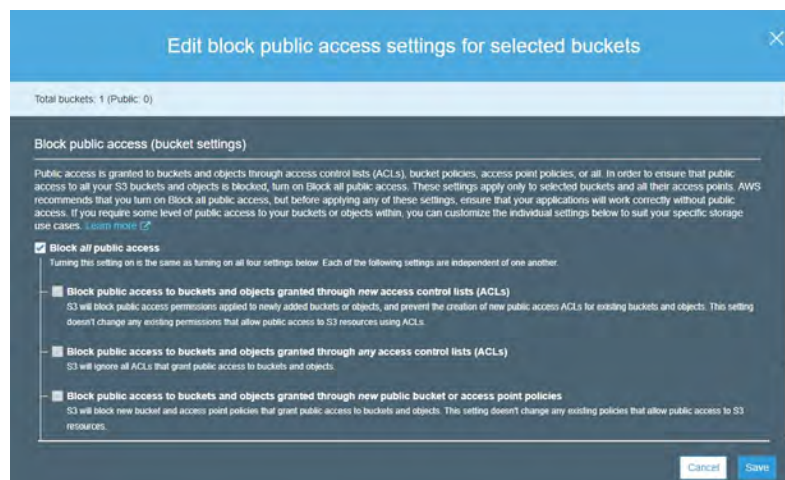 Edit block public access settings for selected buckets
Total buckets: 1 (Public: 0)
Block public access (bucket settings)
Public access is granted to buckets and objects through access control lists (ACLs), bucket policies, access point policies, or all. In order to ensure that public
access to all your S3 buckets and objects is blocked, turn on Block all public access. These settings apply only to selected buckets and all their access points. AWS
recommends that you turn on Block all public access, but before applying any of these settings, ensure that your applications will work correctly without public
access. If you require some level of public access to your buckets or objects within, you can customize the individual settings below to suit your specific storage
use cases. Learn more
Block all public access
Turning this setting on is the same as turning on all four settings below. Each of the following settings are independent of one another.
Block public access to buckets and objects granted through new access control lists (ACLs)
S3 will block public access permissions applied to newly added buckets or objects, and prevent the creation of new public access ACLs for existing buckets and objects. This setting
doesn't change any existing permissions that allow public access to S3 resources using ACLs.
Block public access to buckets and objects granted through any access control lists (ACLs)
S3 will ignore all ACLs that grant public access to buckets and objects.
Block public access to buckets and objects granted through new public bucket or access point policies
S3 will block new bucket and access point policies that grant public access to buckets and objects. This setting doesn't change any existing policies that allow public access to S3
resources.
Cancel Save